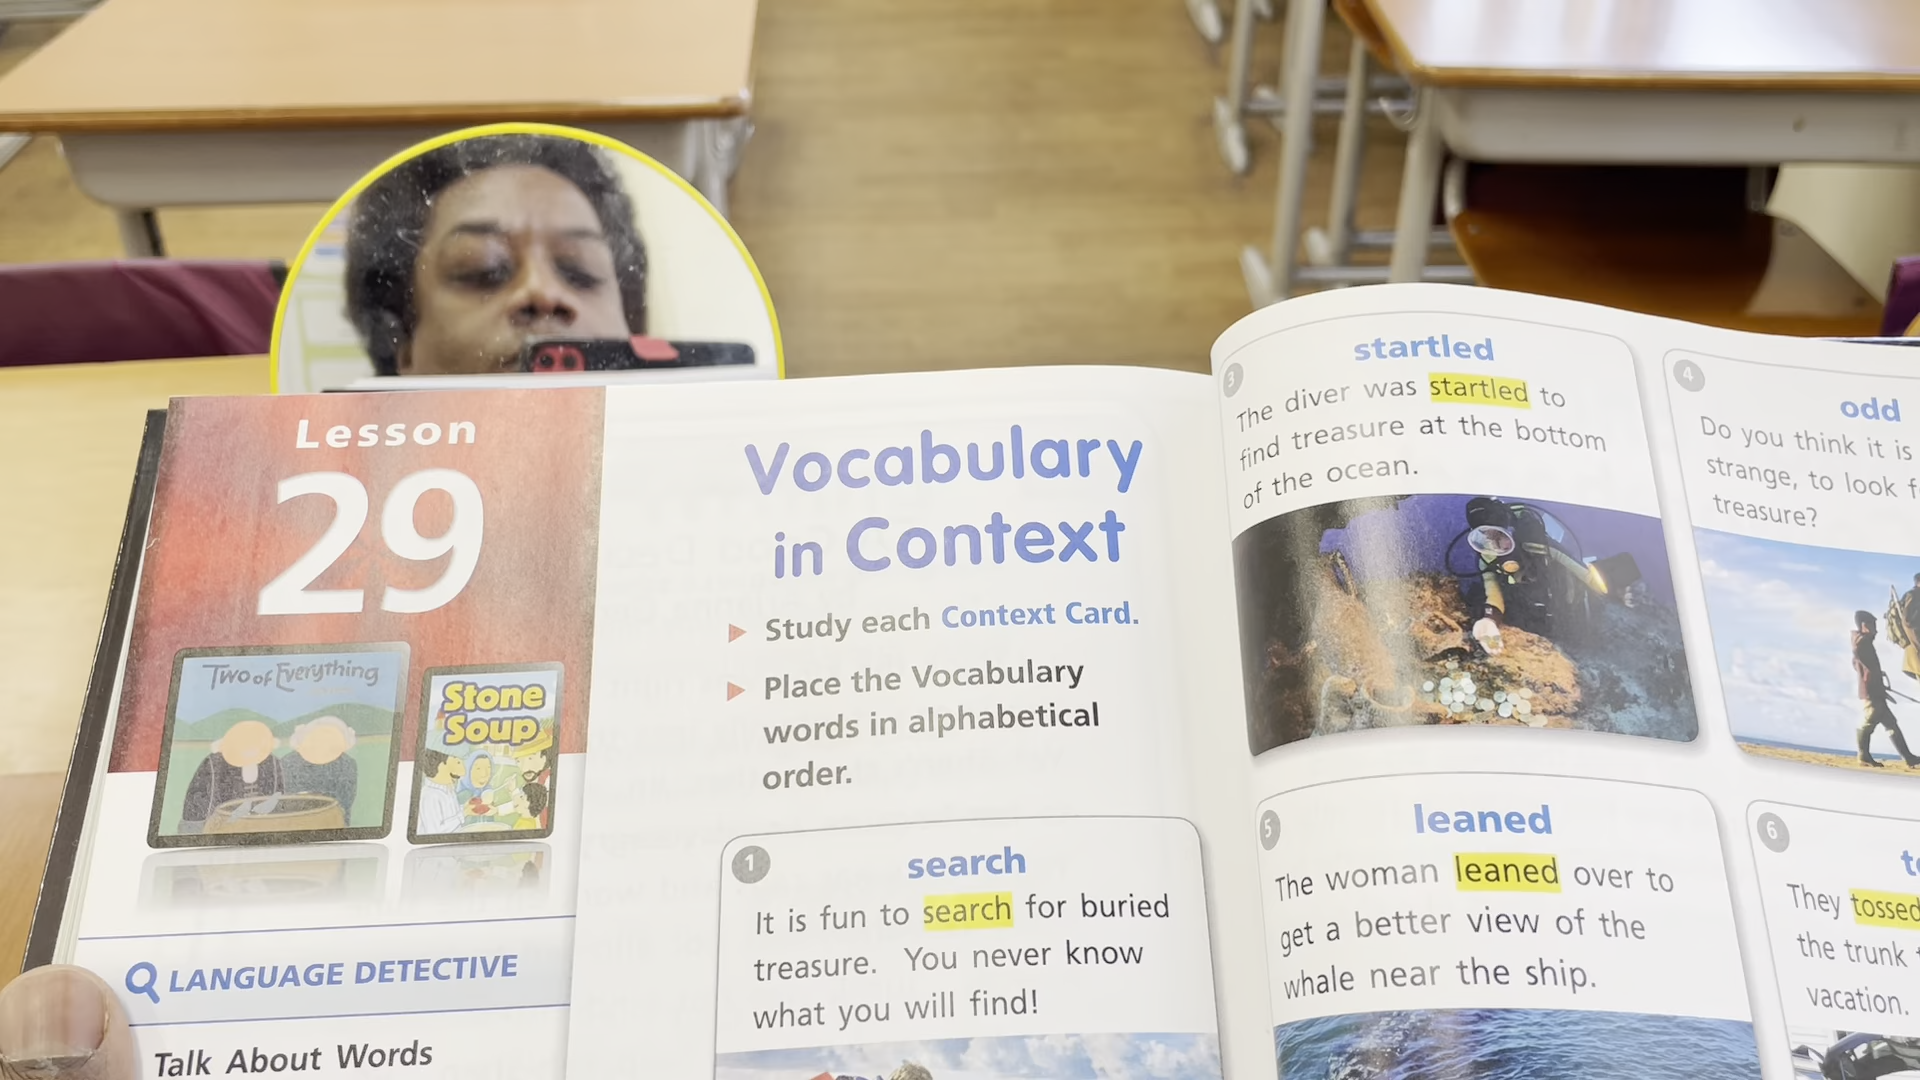 Lesson
29
Two of Everything
Stone
Soup
LANGUAGE DETECTIVE
Talk About Words
Vocabulary
in Context
Study each Context Card.
Place the Vocabulary
words in alphabetical
order.
1
search
It is fun to search for buried
treasure. You never know
what you will find!
3
startled
The diver was startled to
find treasure at the bottom
of the ocean.
4
odd
Do you think it is
strange, to look
treasure?
5
leaned
The woman leaned over to
get a better view of the
whale near the ship.
6
They tossed
the trunk
vacation.